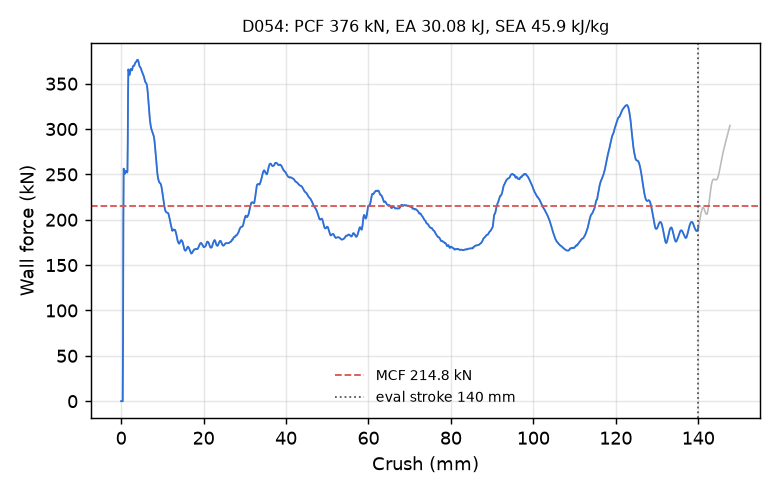 D054: PCF 376 kN, EA 30.08 kJ, SEA 45.9 kJ/kg
Wall force (kN)
350
300
250
200
150
100
50
0
MCF 214.8 kN
eval stroke 140 mm
0 20 40 60 80 100 120 140
Crush (mm)